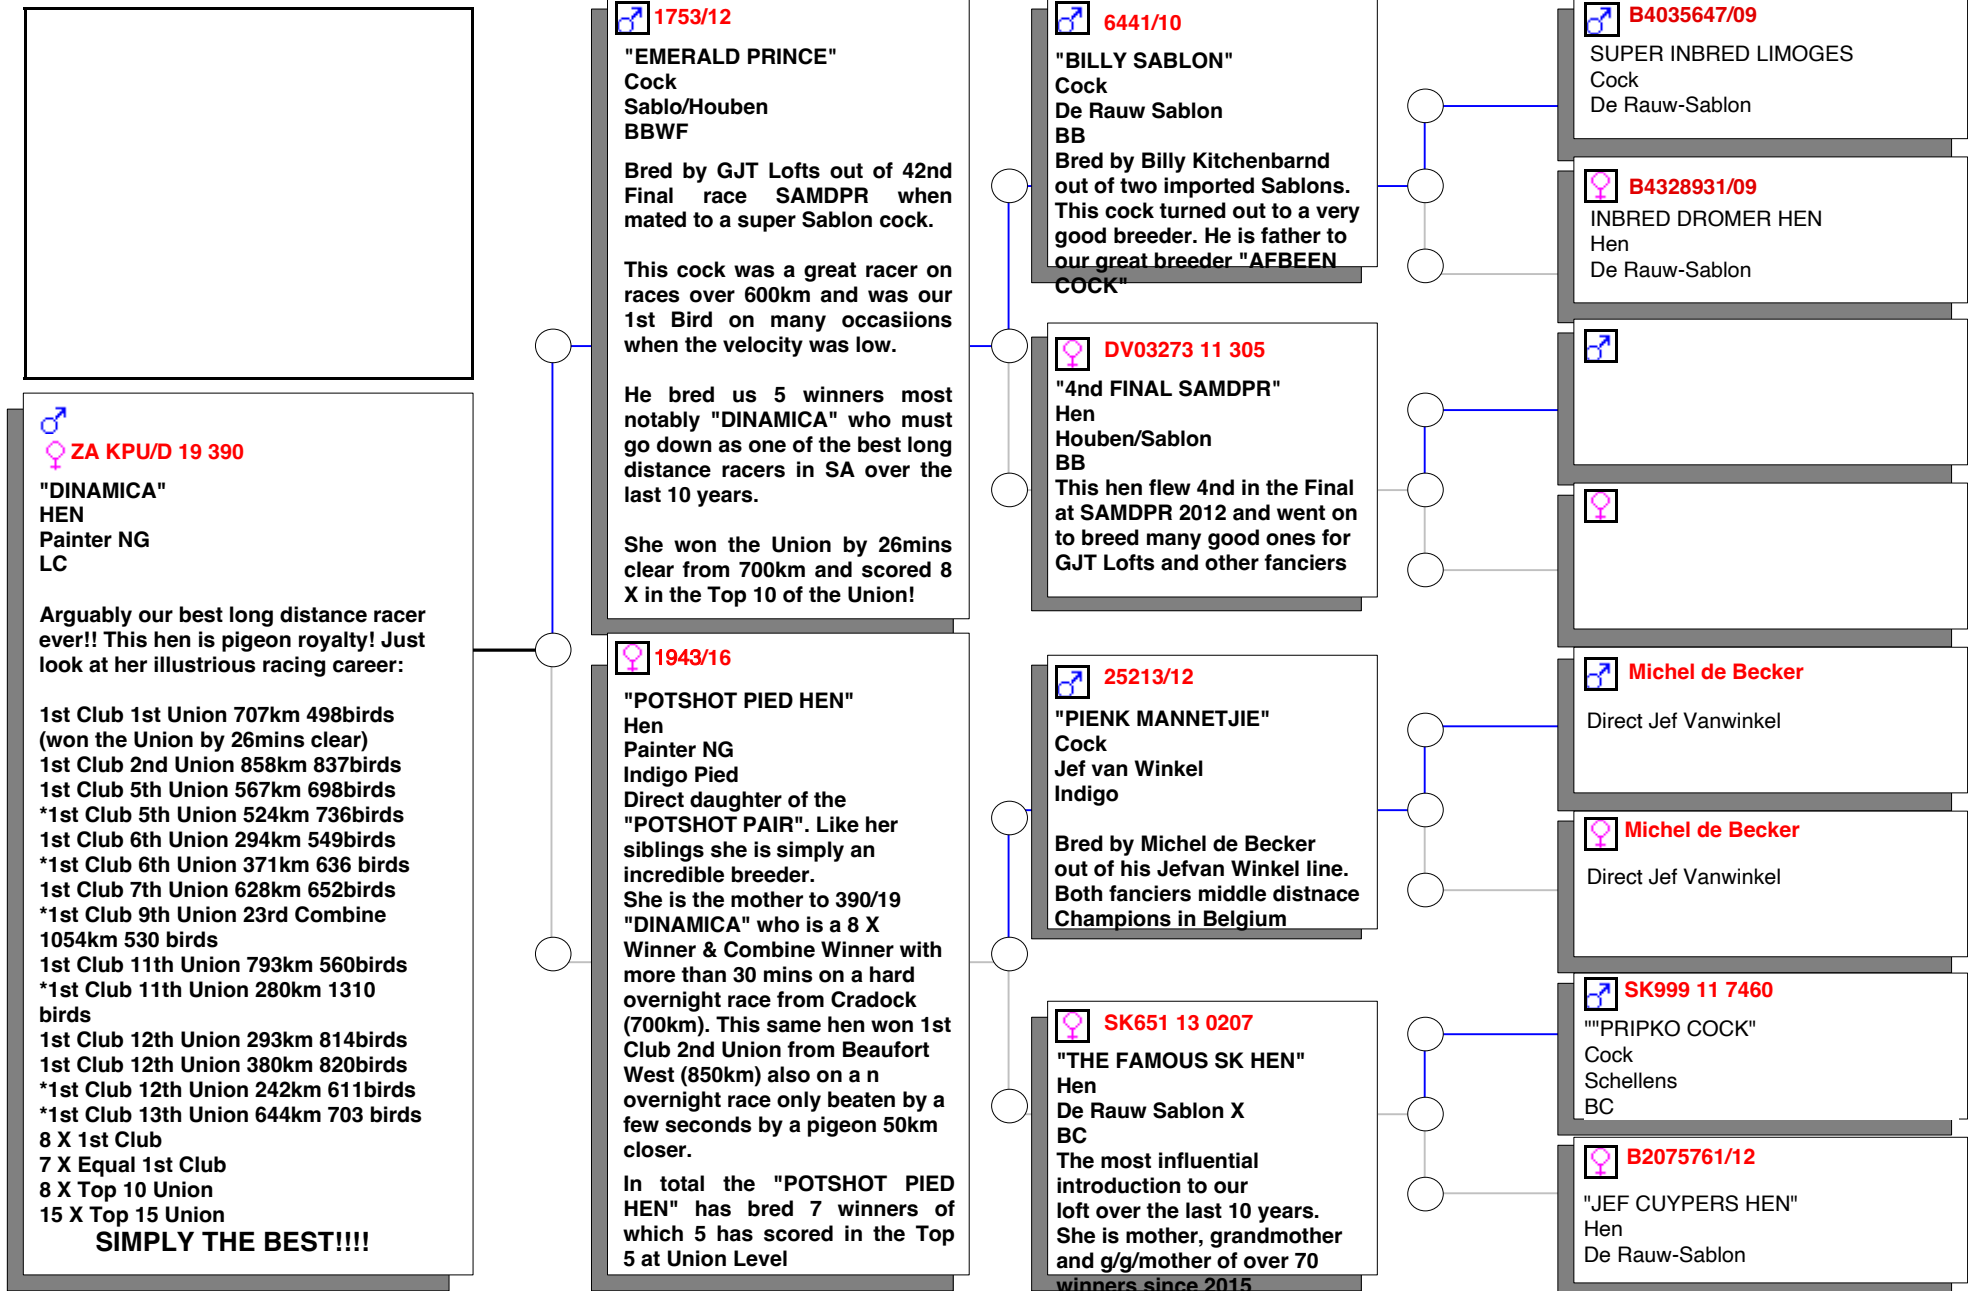 ZA KPU/D 19 390
"DINAMICA"
HEN
Painter NG
LC
Arguably our best long distance racer
ever!! This hen is pigeon royalty! Just
look at her illustrious racing career:
1st Club 1st Union 707km 498birds
(won the Union by 26mins clear)
1st Club 2nd Union 858km 837birds
1st Club 5th Union 567km 698birds
*1st Club 5th Union 524km 736birds
1st Club 6th Union 294km 549birds
*1st Club 6th Union 371km 636 birds
1st Club 7th Union 628km 652birds
*1st Club 9th Union 23rd Combine
1054km 530 birds
1st Club 11th Union 793km 560birds
*1st Club 11th Union 280km 1310
birds
1st Club 12th Union 293km 814birds
1st Club 12th Union 380km 820birds
*1st Club 12th Union 242km 611birds
*1st Club 13th Union 644km 703 birds
8 X 1st Club
7 X Equal 1st Club
8 X Top 10 Union
15 X Top 15 Union
SIMPLY THE BEST!!!!
1753/12
"EMERALD PRINCE"
Cock
Sablo/Houben
BBWF
Bred by GJT Lofts out of 42nd
Final race SAMDPR when
mated to a super Sablon cock.
This cock was a great racer on
races over 600km and was our
1st Bird on many occasiions
when the velocity was low.
He bred us 5 winners most
notably "DINAMICA" who must
go down as one of the best long
distance racers in SA over the
last 10 years.
She won the Union by 26mins
clear from 700km and scored 8
X in the Top 10 of the Union!
1943/16
"POTSHOT PIED HEN"
Hen
Painter NG
Indigo Pied
Direct daughter of the
"POTSHOT PAIR". Like her
siblings she is simply an
incredible breeder.
She is the mother to 390/19
"DINAMICA" who is a 8 X
Winner & Combine Winner with
more than 30 mins on a hard
overnight race from Cradock
(700km). This same hen won 1st
Club 2nd Union from Beaufort
West (850km) also on a n
overnight race only beaten by a
few seconds by a pigeon 50km
closer.
In total the "POTSHOT PIED
HEN" has bred 7 winners of
which 5 has scored in the Top
5 at Union Level
6441/10
"BILLY SABLON"
Cock
De Rauw Sablon
BB
Bred by Billy Kitchenbarnd
out of two imported Sablons.
This cock turned out to a very
good breeder. He is father to
our great breeder "AFBEEN
COCK"
DV03273 11 305
"4nd FINAL SAMDPR"
Hen
Houben/Sablon
BB
This hen flew 4nd in the Final
at SAMDPR 2012 and went on
to breed many good ones for
GJT Lofts and other fanciers
25213/12
"PIENK MANNETJIE"
Cock
Jef van Winkel
Indigo
Bred by Michel de Becker
out of his Jefvan Winkel line.
Both fanciers middle distnace
Champions in Belgium
SK651 13 0207
"THE FAMOUS SK HEN"
Hen
De Rauw Sablon X
BC
The most influential
introduction to our
loft over the last 10 years.
She is mother, grandmother
and g/g/mother of over 70
winners since 2015
B4035647/09
SUPER INBRED LIMOGES
Cock
De Rauw-Sablon
B4328931/09
INBRED DROMER HEN
Hen
De Rauw-Sablon
Michel de Becker
Direct Jef Vanwinkel
Michel de Becker
Direct Jef Vanwinkel
SK999 11 7460
""PRIPKO COCK"
Cock
Schellens
BC
B2075761/12
"JEF CUYPERS HEN"
Hen
De Rauw-Sablon